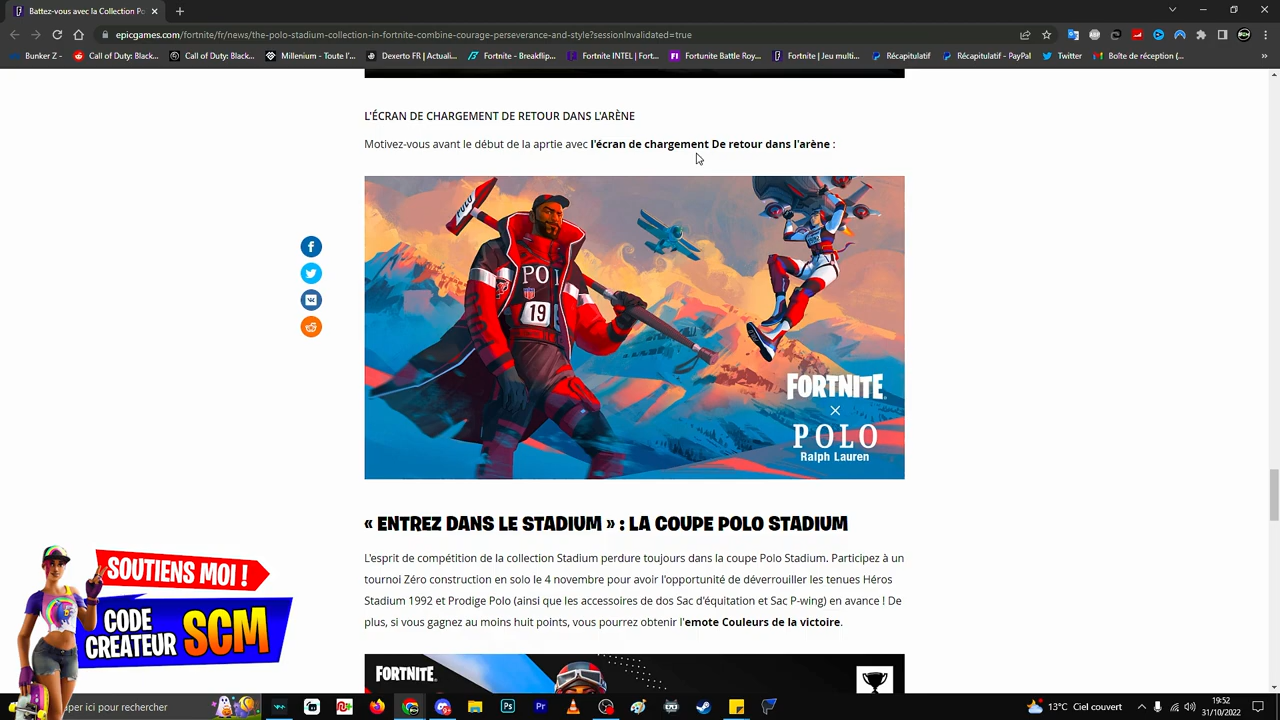 Battez-vous avec la Collection Po
epicgames.com/fortnite/fr/news/the-polo-stadium-collection-in-fortnite-combine-courage-perseverance-and-style?sessionInvalidated=true
Bunker Z -
Call of Duty: Black...
Call of Duty: Black...
Millenium - Toute l'...
Dexerto FR | Actuali...
Fortnite - Breakflip...
Fortnite INTEL | Fort...
Fortunite Battle Roy...
Fortnite | Jeu multi...
Récapitulatif
Récapitulatif - PayPal
Twitter
Boîte de réception (...
L'ÉCRAN DE CHARGEMENT DE RETOUR DANS L'ARÈNE
Motivez-vous avant le début de la aprtie avec l'écran de chargement De retour dans l'arène :
POLO
PO
19
FORTNITE
×
POLO
Ralph Lauren
« ENTREZ DANS LE STADIUM » : LA COUPE POLO STADIUM
L'esprit de compétition de la collection Stadium perdure toujours dans la coupe Polo Stadium. Participez à un
tournoi Zéro construction en solo le 4 novembre pour avoir l'opportunité de déverrouiller les tenues Héros
Stadium 1992 et Prodige Polo (ainsi que les accessoires de dos Sac d'équitation et Sac P-wing) en avance ! De
plus, si vous gagnez au moins huit points, vous pourrez obtenir l'emote Couleurs de la victoire.
FORTNITE
SOUTIENS MOI !
CODE
CREATEUR SCM
aper ici pour rechercher
13°C Ciel couvert
19:52
31/10/2022